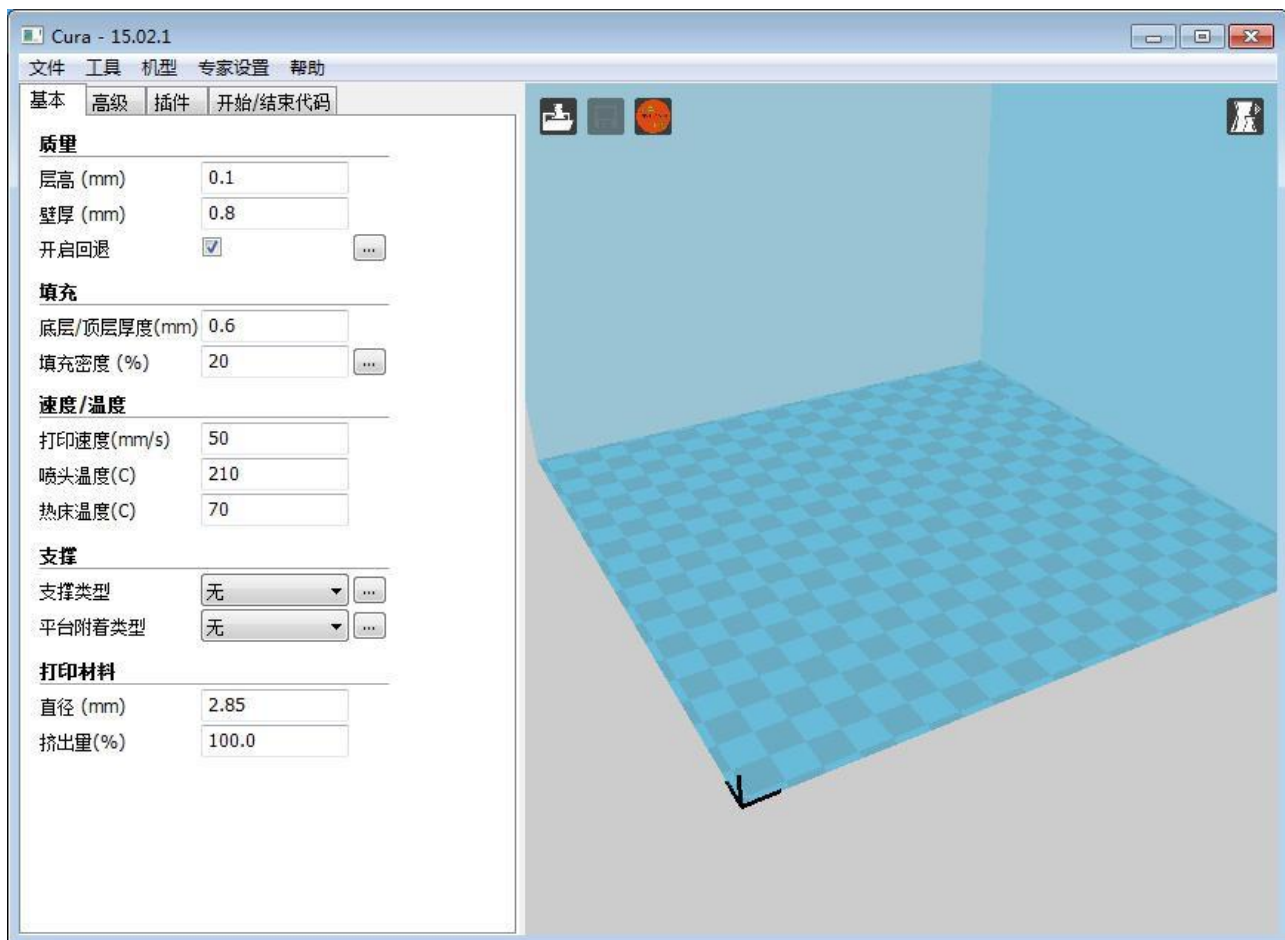 Cura - 15.02.1
文件 工具 机型 专家设置 帮助
基本 高级 插件 开始/结束代码
质量
层高 (mm) 0.1
壁厚 (mm) 0.8
开启回退 ...
填充
底层/顶层厚度(mm) 0.6
填充密度 (%) 20 ...
速度/温度
打印速度(mm/s) 50
喷头温度(C) 210
热床温度(C) 70
支撑
支撑类型 无 ...
平台附着类型 无 ...
打印材料
直径 (mm) 2.85
挤出量(%) 100.0